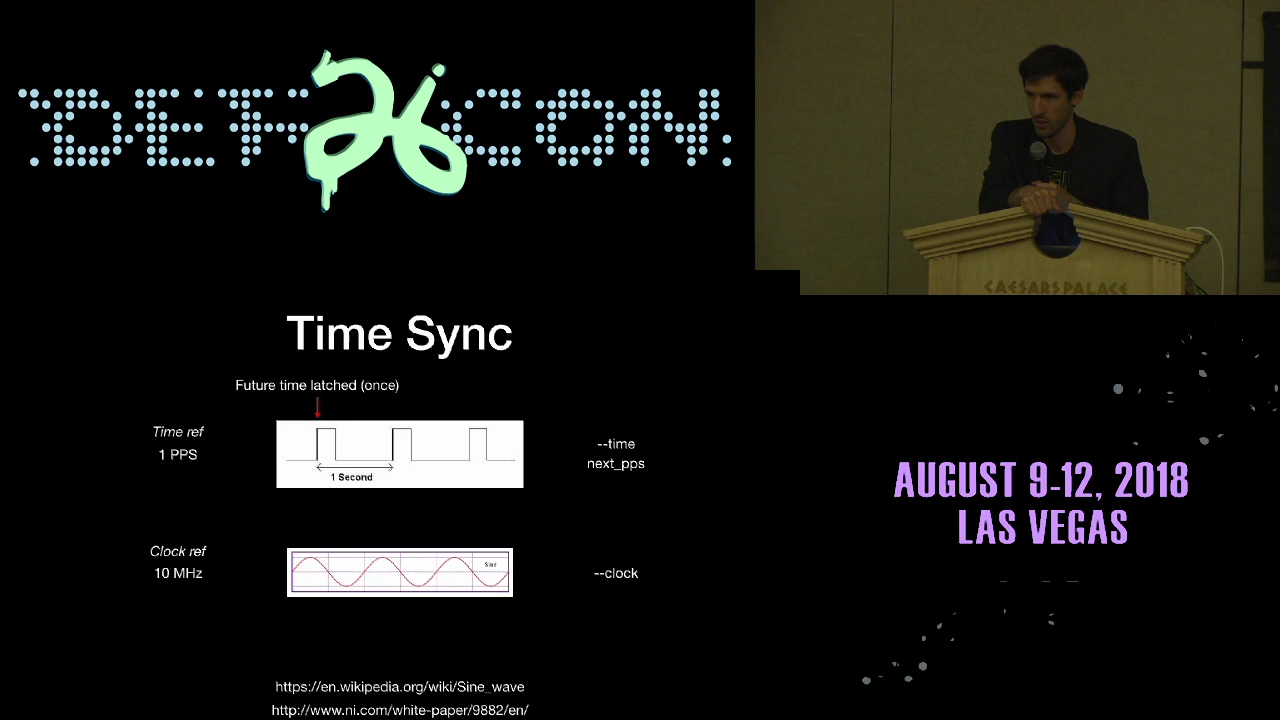 DEF CON
26
CAESARS PALACE
Time Sync
Future time latched (once)
Time ref
1 PPS
1 Second
--time
next_pps
Clock ref
10 MHz
Sine
--clock
https://en.wikipedia.org/wiki/Sine_wave
http://www.ni.com/white-paper/9882/en/
AUGUST 9-12, 2018
LAS VEGAS